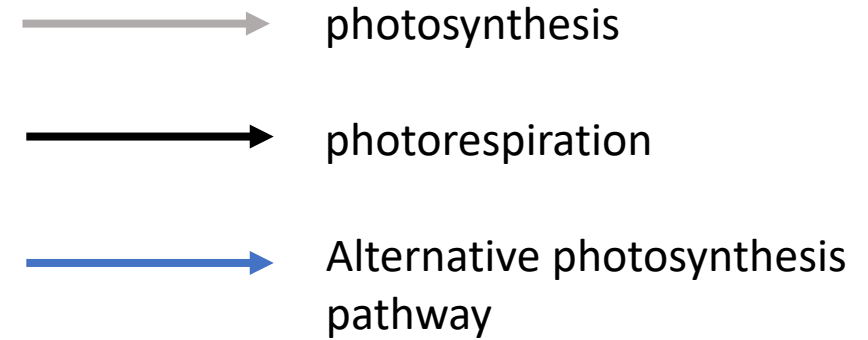 photosynthesis
photorespiration
Alternative photosynthesis
pathway